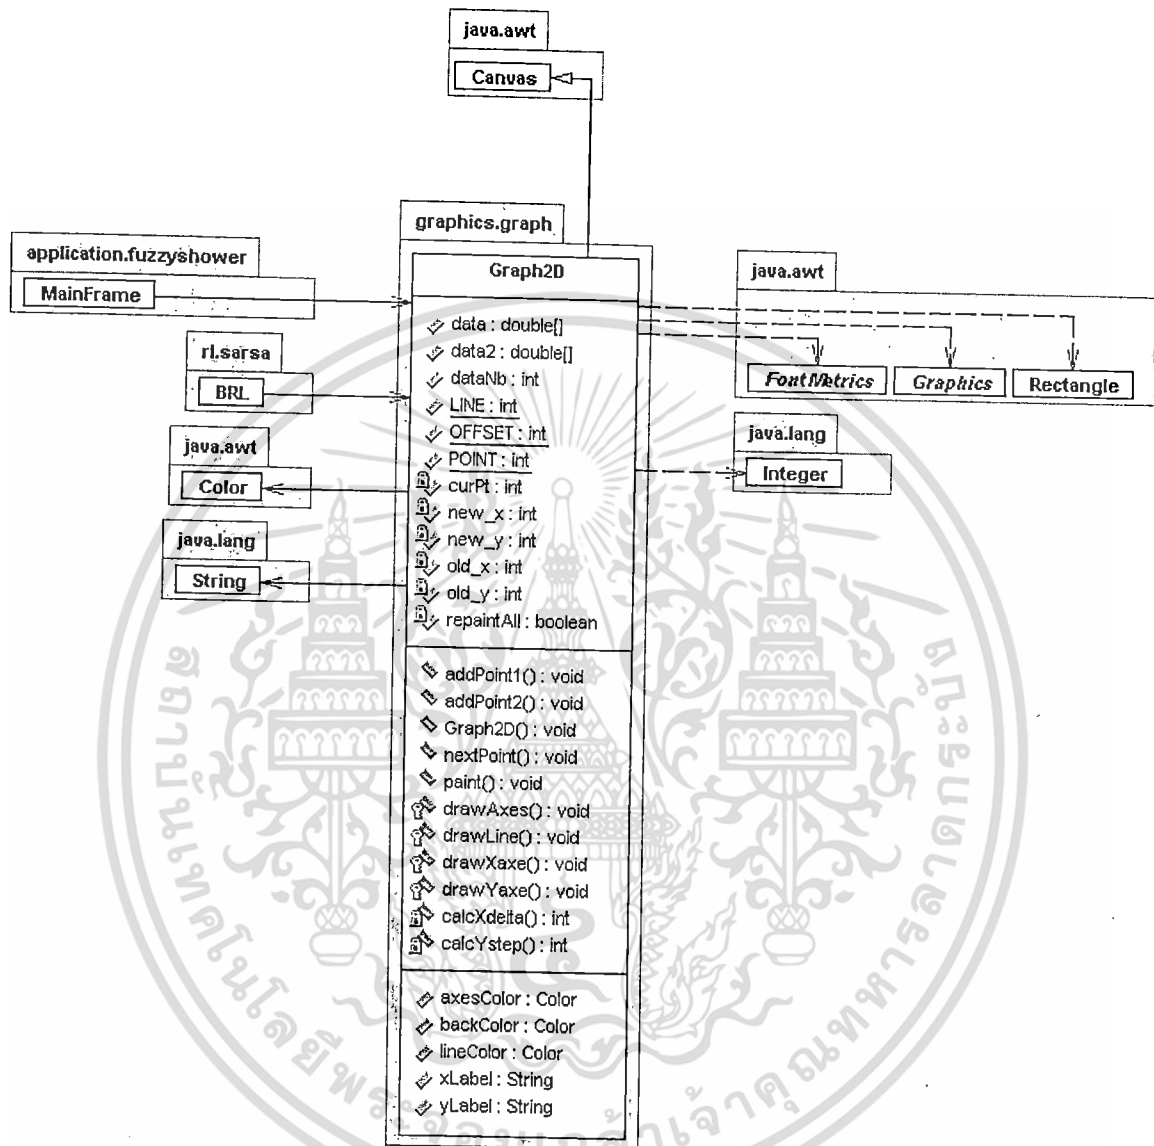 java.awt
Canvas
graphics.graph
Graph2D
data : double[]
data2 : double[]
dataNb : int
LINE : int
OFFSET : int
POINT : int
curPt : int
new_x : int
new_y : int
old_x : int
old_y : int
repaintAll : boolean
addPoint1() : void
addPoint2() : void
Graph2D() : void
nextPoint() : void
paint() : void
drawAxes() : void
drawLine() : void
drawXaxe() : void
drawYaxe() : void
calcXdelta() : int
calcYstep() : int
axesColor : Color
backColor : Color
lineColor : Color
xLabel : String
yLabel : String
application.fuzzyshower
MainFrame
rl.sarsa
BRL
java.awt
Color
java.lang
String
java.awt
FontMetrics
Graphics
Rectangle
java.lang
Integer